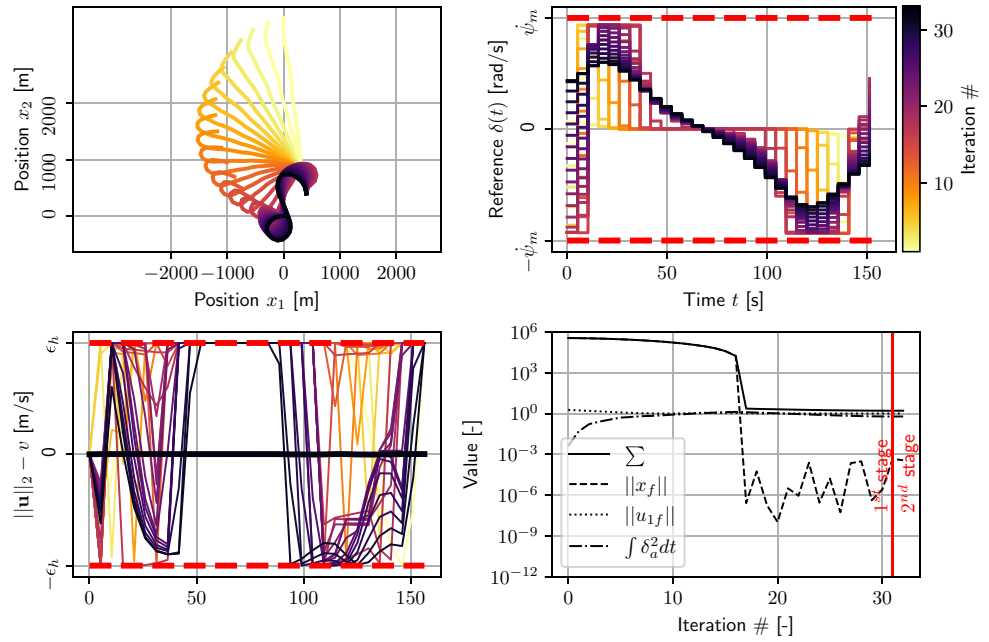 Position x₂ [m]
2000
1000
0
−2000 −1000 0 1000 2000
Position x₁ [m]
Reference δ(t) [rad/s]
ψ̇ₘ
0
−ψ̇ₘ
0 50 100 150
Time t [s]
30
20
10
Iteration #
||u||₂ − v [m/s]
ϵₕ
0
−ϵₕ
0 50 100 150
Value [-]
10⁶
10³
10⁰
10⁻³
10⁻⁶
10⁻⁹
10⁻¹²
∑
||x_f||
||u_{1f}||
∫ δₐ² dt
1ˢᵗ stage
2ⁿᵈ stage
0 10 20 30
Iteration # [-]